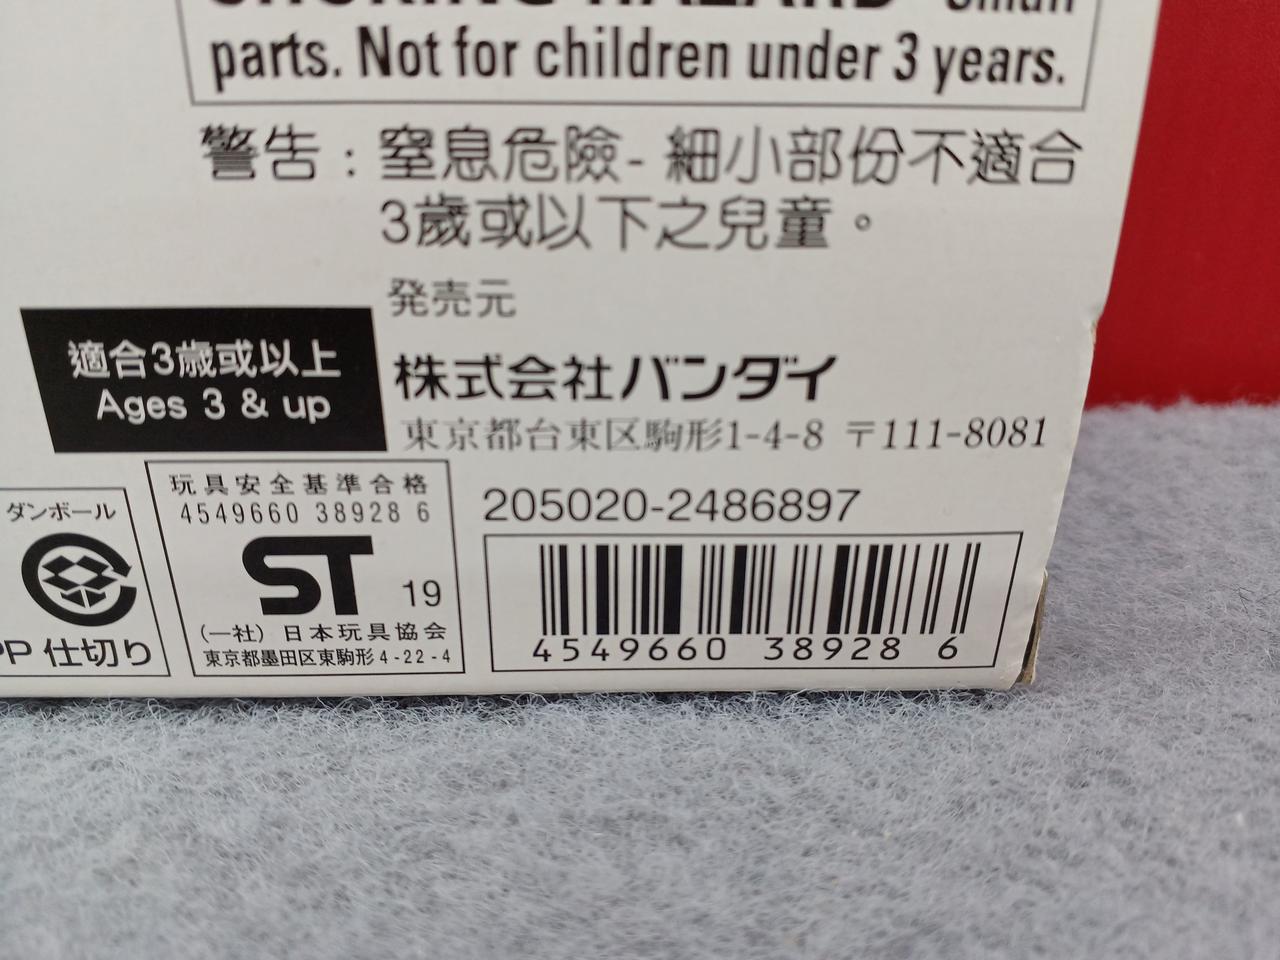 CHOKING HAZARD - Small
parts. Not for children under 3 years.
警告：窒息危險- 細小部份不適合
3歲或以下之兒童。
発売元
株式会社バンダイ
東京都台東区駒形1-4-8 〒111-8081
適合3歲或以上
Ages 3 & up
205020-2486897
4549660 38928 6
玩具安全基準合格
4549660 38928 6
ST 19
(一社) 日本玩具協会
東京都墨田区東駒形4-22-4
ダンボール
PP 仕切り